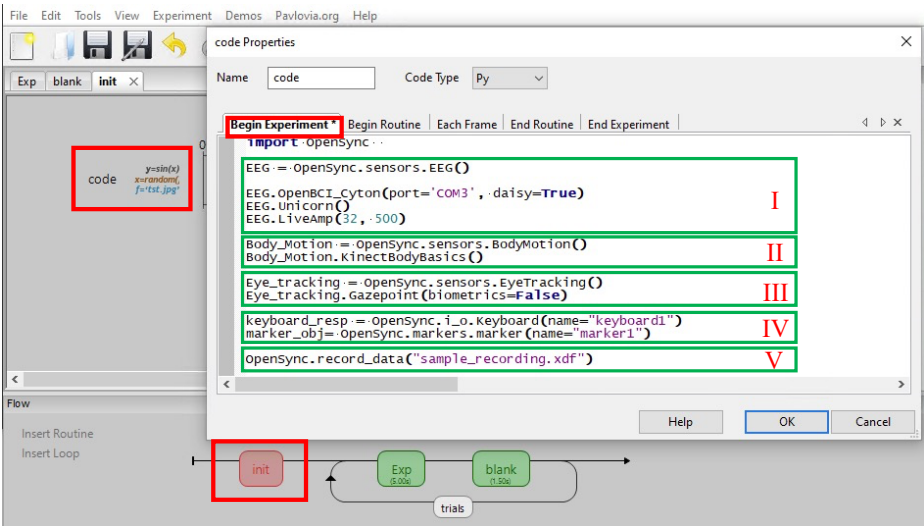 File Edit Tools View Experiment Demos Pavlovia.org Help
code Properties
Name code Code Type Py
Exp blank init
Begin Experiment * Begin Routine Each Frame End Routine End Experiment
import OpenSync
EEG = OpenSync.sensors.EEG()
EEG.OpenBCI_Cyton(port='COM3', daisy=True)
EEG.Unicorn()
EEG.LiveAmp(32, 500)
I
Body_Motion = OpenSync.sensors.BodyMotion()
Body_Motion.KinectBodyBasics()
II
Eye_tracking = OpenSync.sensors.EyeTracking()
Eye_tracking.Gazepoint(biometrics=False)
III
keyboard_resp = OpenSync.i_o.Keyboard(name="keyboard1")
marker_obj= OpenSync.markers.marker(name="marker1")
IV
OpenSync.record_data("sample_recording.xdf")
V
code
y=sin(x)
x=random(,
f='tst.jpg'
0
Help OK Cancel
Flow
Insert Routine
Insert Loop
init
Exp
(5.00s)
blank
(1.50s)
trials